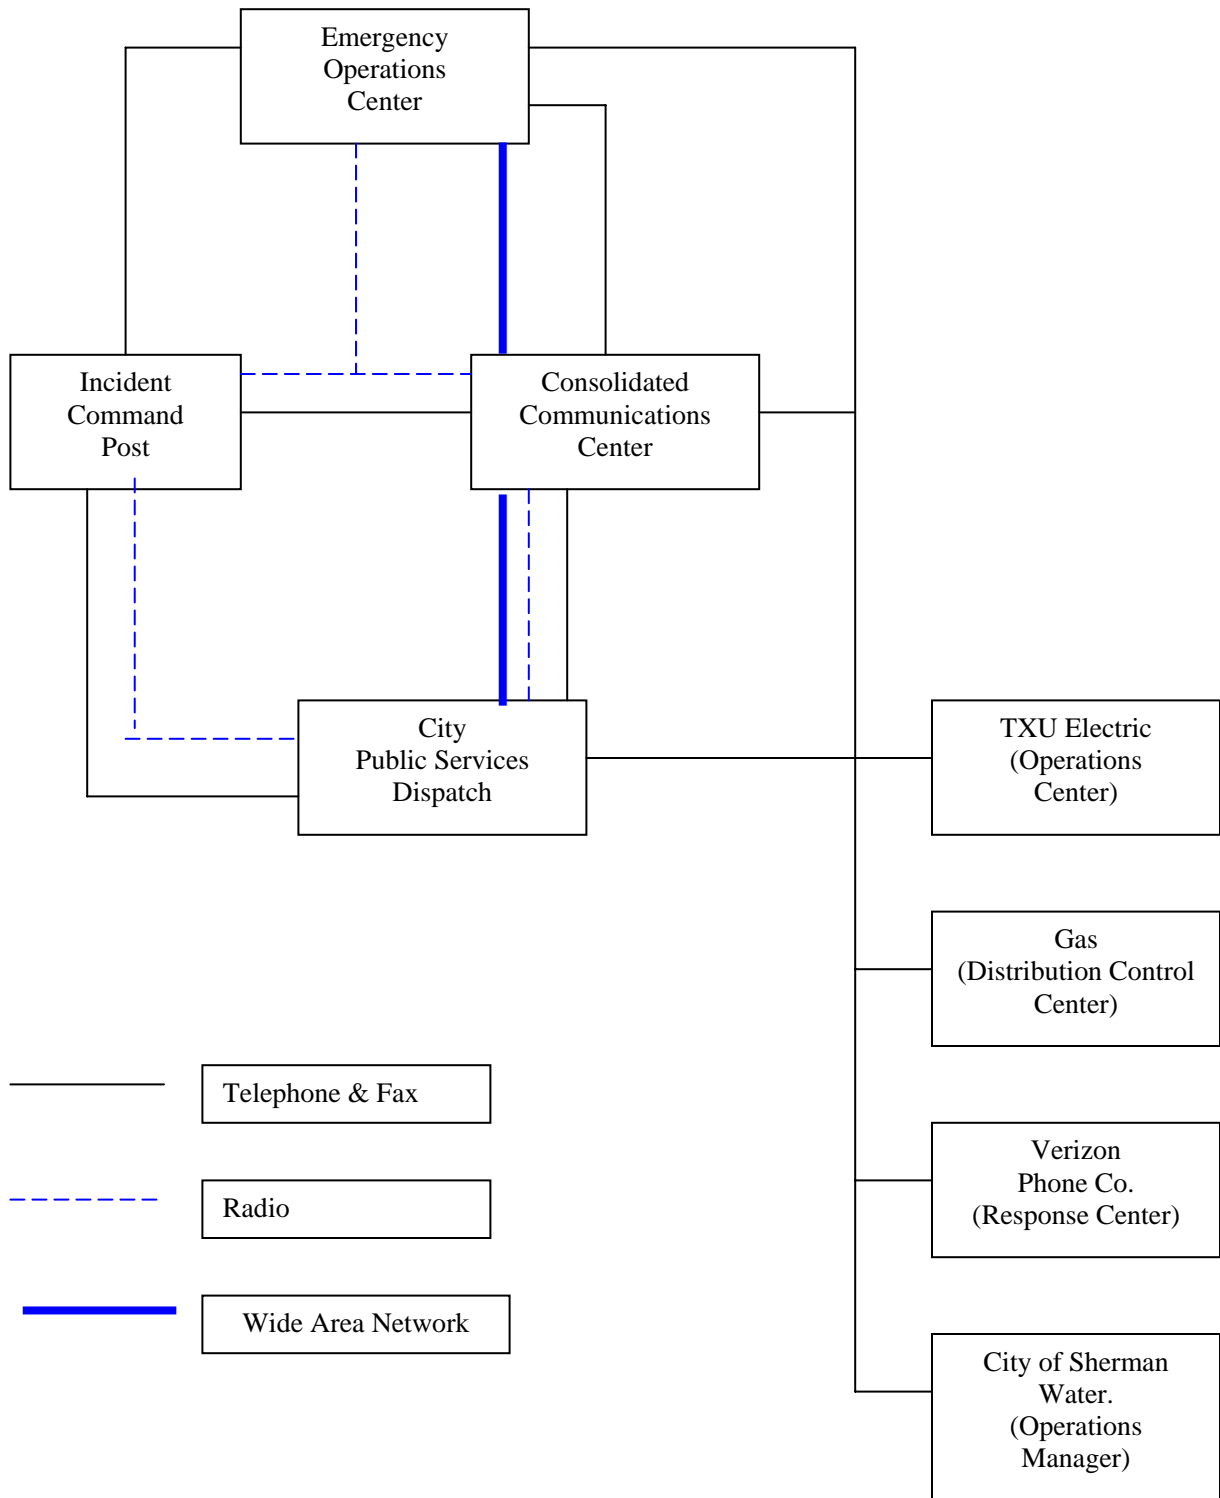 Emergency
Operations
Center
Incident
Command
Post
Consolidated
Communications
Center
City
Public Services
Dispatch
TXU Electric
(Operations
Center)
Gas
(Distribution Control
Center)
Verizon
Phone Co.
(Response Center)
City of Sherman
Water.
(Operations
Manager)
Telephone & Fax
Radio
Wide Area Network